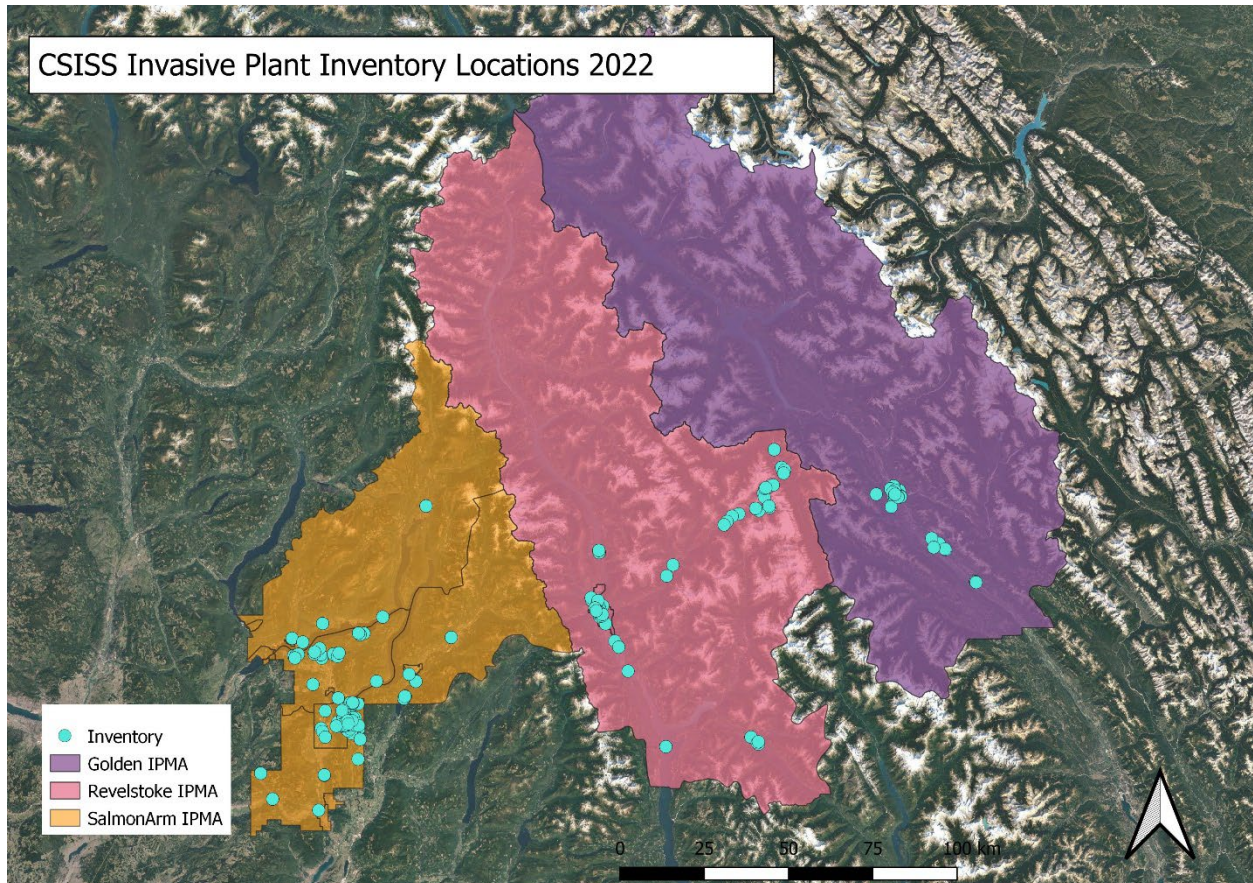 CSISS Invasive Plant Inventory Locations 2022
Inventory
Golden IPMA
Revelstoke IPMA
SalmonArm IPMA
0 25 50 75 100 km